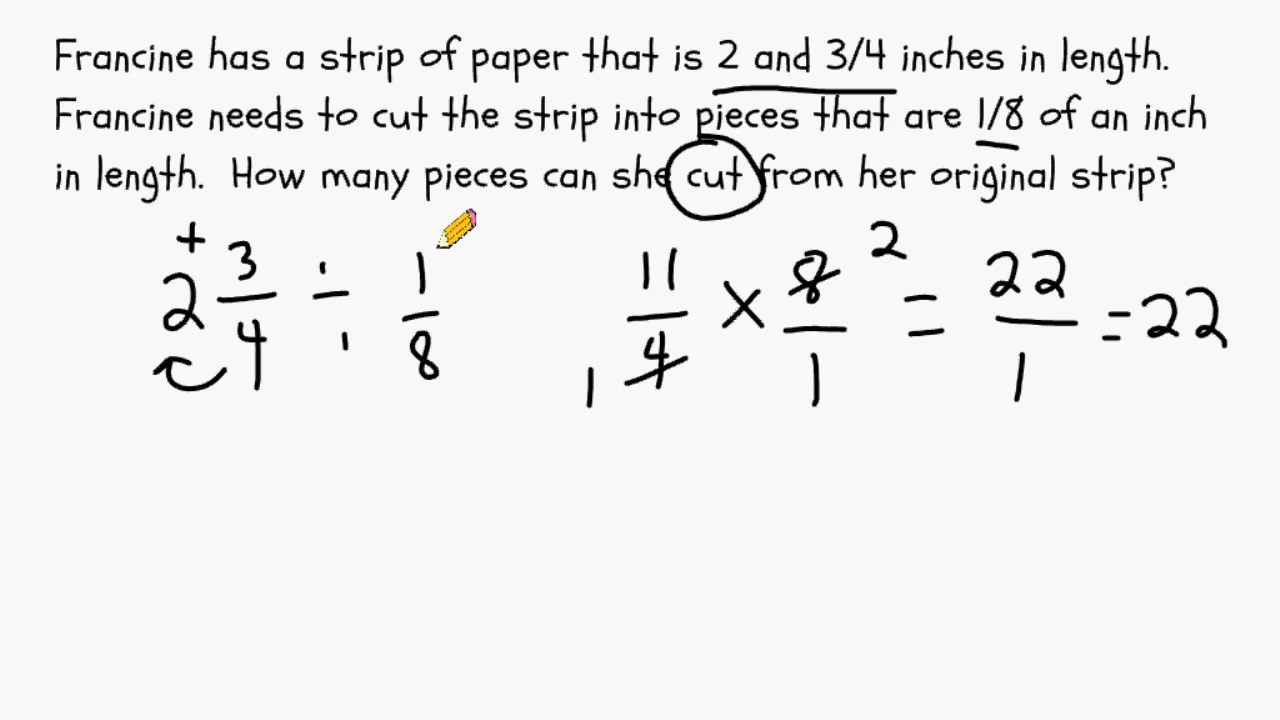 Francine has a strip of paper that is 2 and 3/4 inches in length.
Francine needs to cut the strip into pieces that are 1/8 of an inch
in length. How many pieces can she cut from her original strip?
+ 2 3/4 ÷ 1/8 11/4 1 × 8/1 2 = 22/1 = 22